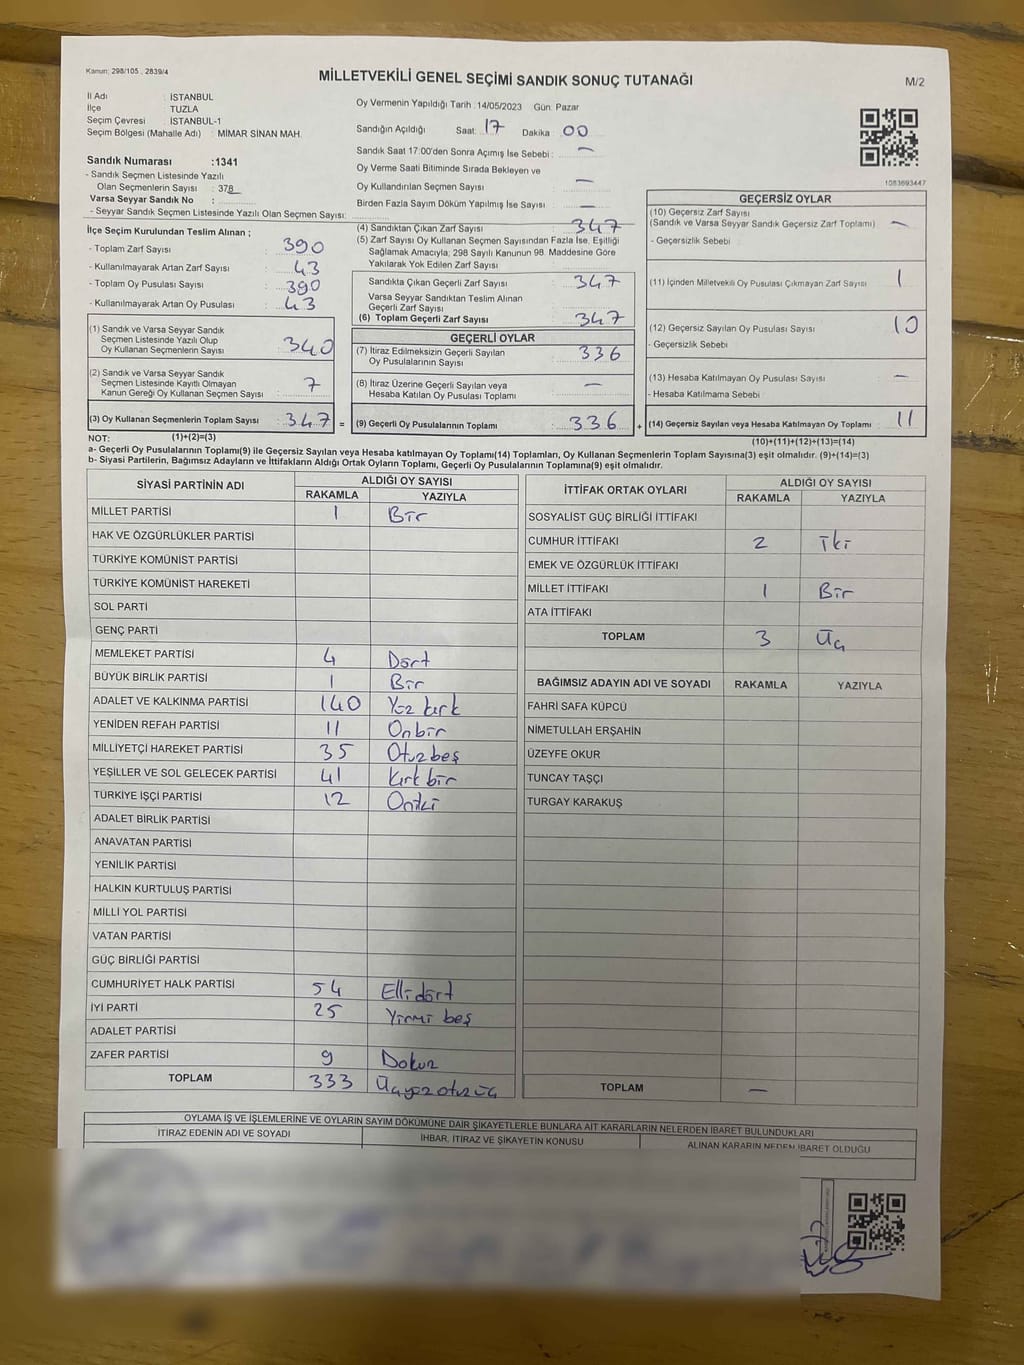 Kanun: 298/105 , 2839/4
MİLLETVEKİLİ GENEL SEÇİMİ SANDIK SONUÇ TUTANAĞI
M/2
İl Adı : İSTANBUL
İlçe : TUZLA
Seçim Çevresi : İSTANBUL-1
Seçim Bölgesi (Mahalle Adı) : MİMAR SİNAN MAH.
Sandık Numarası :1341
- Sandık Seçmen Listesinde Yazılı
Olan Seçmenlerin Sayısı : 378
Varsa Seyyar Sandık No :
- Seyyar Sandık Seçmen Listesinde Yazılı Olan Seçmen Sayısı:
Oy Vermenin Yapıldığı Tarih :14/05/2023 Gün: Pazar
Sandığın Açıldığı Saat: 17 Dakika 00
Sandık Saat 17:00'den Sonra Açımış İse Sebebi : —
Oy Verme Saati Bitiminde Sırada Bekleyen ve
Oy Kullandırılan Seçmen Sayısı —
Birden Fazla Sayım Döküm Yapılmış İse Sayısı : —
1083693447
İlçe Seçim Kurulundan Teslim Alınan ;
- Toplam Zarf Sayısı : 390
- Kullanılmayarak Artan Zarf Sayısı : 43
- Toplam Oy Pusulası Sayısı : 390
- Kullanılmayarak Artan Oy Pusulası : 43
(1) Sandık ve Varsa Seyyar Sandık
Seçmen Listesinde Yazılı Olup
Oy Kullanan Seçmenlerin Sayısı : 340
(2) Sandık ve Varsa Seyyar Sandık
Seçmen Listesinde Kayıtlı Olmayan
Kanun Gereği Oy Kullanan Seçmen Sayısı : 7
(3) Oy Kullanan Seçmenlerin Toplam Sayısı : 347 =
(4) Sandıktan Çıkan Zarf Sayısı : 347
(5) Zarf Sayısı Oy Kullanan Seçmen Sayısından Fazla İse, Eşitliği
Sağlamak Amacıyla; 298 Sayılı Kanunun 98. Maddesine Göre
Yakılarak Yok Edilen Zarf Sayısı :
Sandıkta Çıkan Geçerli Zarf Sayısı : 347
Varsa Seyyar Sandıktan Teslim Alınan
Geçerli Zarf Sayısı :
(6) Toplam Geçerli Zarf Sayısı : 347
GEÇERLİ OYLAR
(7) İtiraz Edilmeksizin Geçerli Sayılan
Oy Pusulalarının Sayısı : 336
(8) İtiraz Üzerine Geçerli Sayılan veya
Hesaba Katılan Oy Pusulası Toplamı : —
(9) Geçerli Oy Pusulalarının Toplamı : 336 +
GEÇERSİZ OYLAR
(10) Geçersiz Zarf Sayısı
(Sandık ve Varsa Seyyar Sandık Geçersiz Zarf Toplamı) : —
- Geçersizlik Sebebi :
(11) İçinden Milletvekili Oy Pusulası Çıkmayan Zarf Sayısı : 1
(12) Geçersiz Sayılan Oy Pusulası Sayısı : 10
- Geçersizlik Sebebi :
(13) Hesaba Katılmayan Oy Pusulası Sayısı : —
- Hesaba Katılmama Sebebi :
(14) Geçersiz Sayılan veya Hesaba Katılmayan Oy Toplamı : 11
NOT: (1)+(2)=(3) (10)+(11)+(12)+(13)=(14)
a- Geçerli Oy Pusulalarının Toplamı(9) ile Geçersiz Sayılan veya Hesaba Katılmayan Oy Toplamı(14) Toplamları, Oy Kullanan Seçmenlerin Toplam Sayısına(3) eşit olmalıdır. (9)+(14)=(3)
b- Siyasi Partilerin, Bağımsız Adayların ve İttifakların Aldığı Ortak Oyların Toplamı, Geçerli Oy Pusulalarının Toplamına(9) eşit olmalıdır.
SİYASİ PARTİNİN ADI ALDIĞI OY SAYISI
RAKAMLA YAZIYLA
MİLLET PARTİSİ 1 Bir
HAK VE ÖZGÜRLÜKLER PARTİSİ
TÜRKİYE KOMÜNİST PARTİSİ
TÜRKİYE KOMÜNİST HAREKETİ
SOL PARTİ
GENÇ PARTİ
MEMLEKET PARTİSİ 4 Dört
BÜYÜK BİRLİK PARTİSİ 1 Bir
ADALET VE KALKINMA PARTİSİ 140 Yüz kırk
YENİDEN REFAH PARTİSİ 11 Onbir
MİLLİYETÇİ HAREKET PARTİSİ 35 Otuzbeş
YEŞİLLER VE SOL GELECEK PARTİSİ 41 Kırk bir
TÜRKİYE İŞÇİ PARTİSİ 12 Oniki
ADALET BİRLİK PARTİSİ
ANAVATAN PARTİSİ
YENİLİK PARTİSİ
HALKIN KURTULUŞ PARTİSİ
MİLLİ YOL PARTİSİ
VATAN PARTİSİ
GÜÇ BİRLİĞİ PARTİSİ
CUMHURİYET HALK PARTİSİ 54 Elli dört
İYİ PARTİ 25 Yirmi beş
ADALET PARTİSİ
ZAFER PARTİSİ 9 Dokuz
TOPLAM 333 Üçyüzotuzüç
İTTİFAK ORTAK OYLARI ALDIĞI OY SAYISI
RAKAMLA YAZIYLA
SOSYALİST GÜÇ BİRLİĞİ İTTİFAKI
CUMHUR İTTİFAKI 2 İki
EMEK VE ÖZGÜRLÜK İTTİFAKI
MİLLET İTTİFAKI 1 Bir
ATA İTTİFAKI
TOPLAM 3 Üç
BAĞIMSIZ ADAYIN ADI VE SOYADI RAKAMLA YAZIYLA
FAHRİ SAFA KÜPCÜ
NİMETULLAH ERŞAHİN
ÜZEYFE OKUR
TUNCAY TAŞÇI
TURGAY KARAKUŞ
TOPLAM —
OYLAMA İŞ VE İŞLEMLERİNE VE OYLARIN SAYIM DÖKÜMÜNE DAİR ŞİKAYETLERLE BUNLARA AİT KARARLARIN NELERDEN İBARET BULUNDUKLARI
İTİRAZ EDENİN ADI VE SOYADI İHBAR, İTİRAZ VE ŞİKAYETİN KONUSU ALINAN KARARIN NEDEN İBARET OLDUĞU